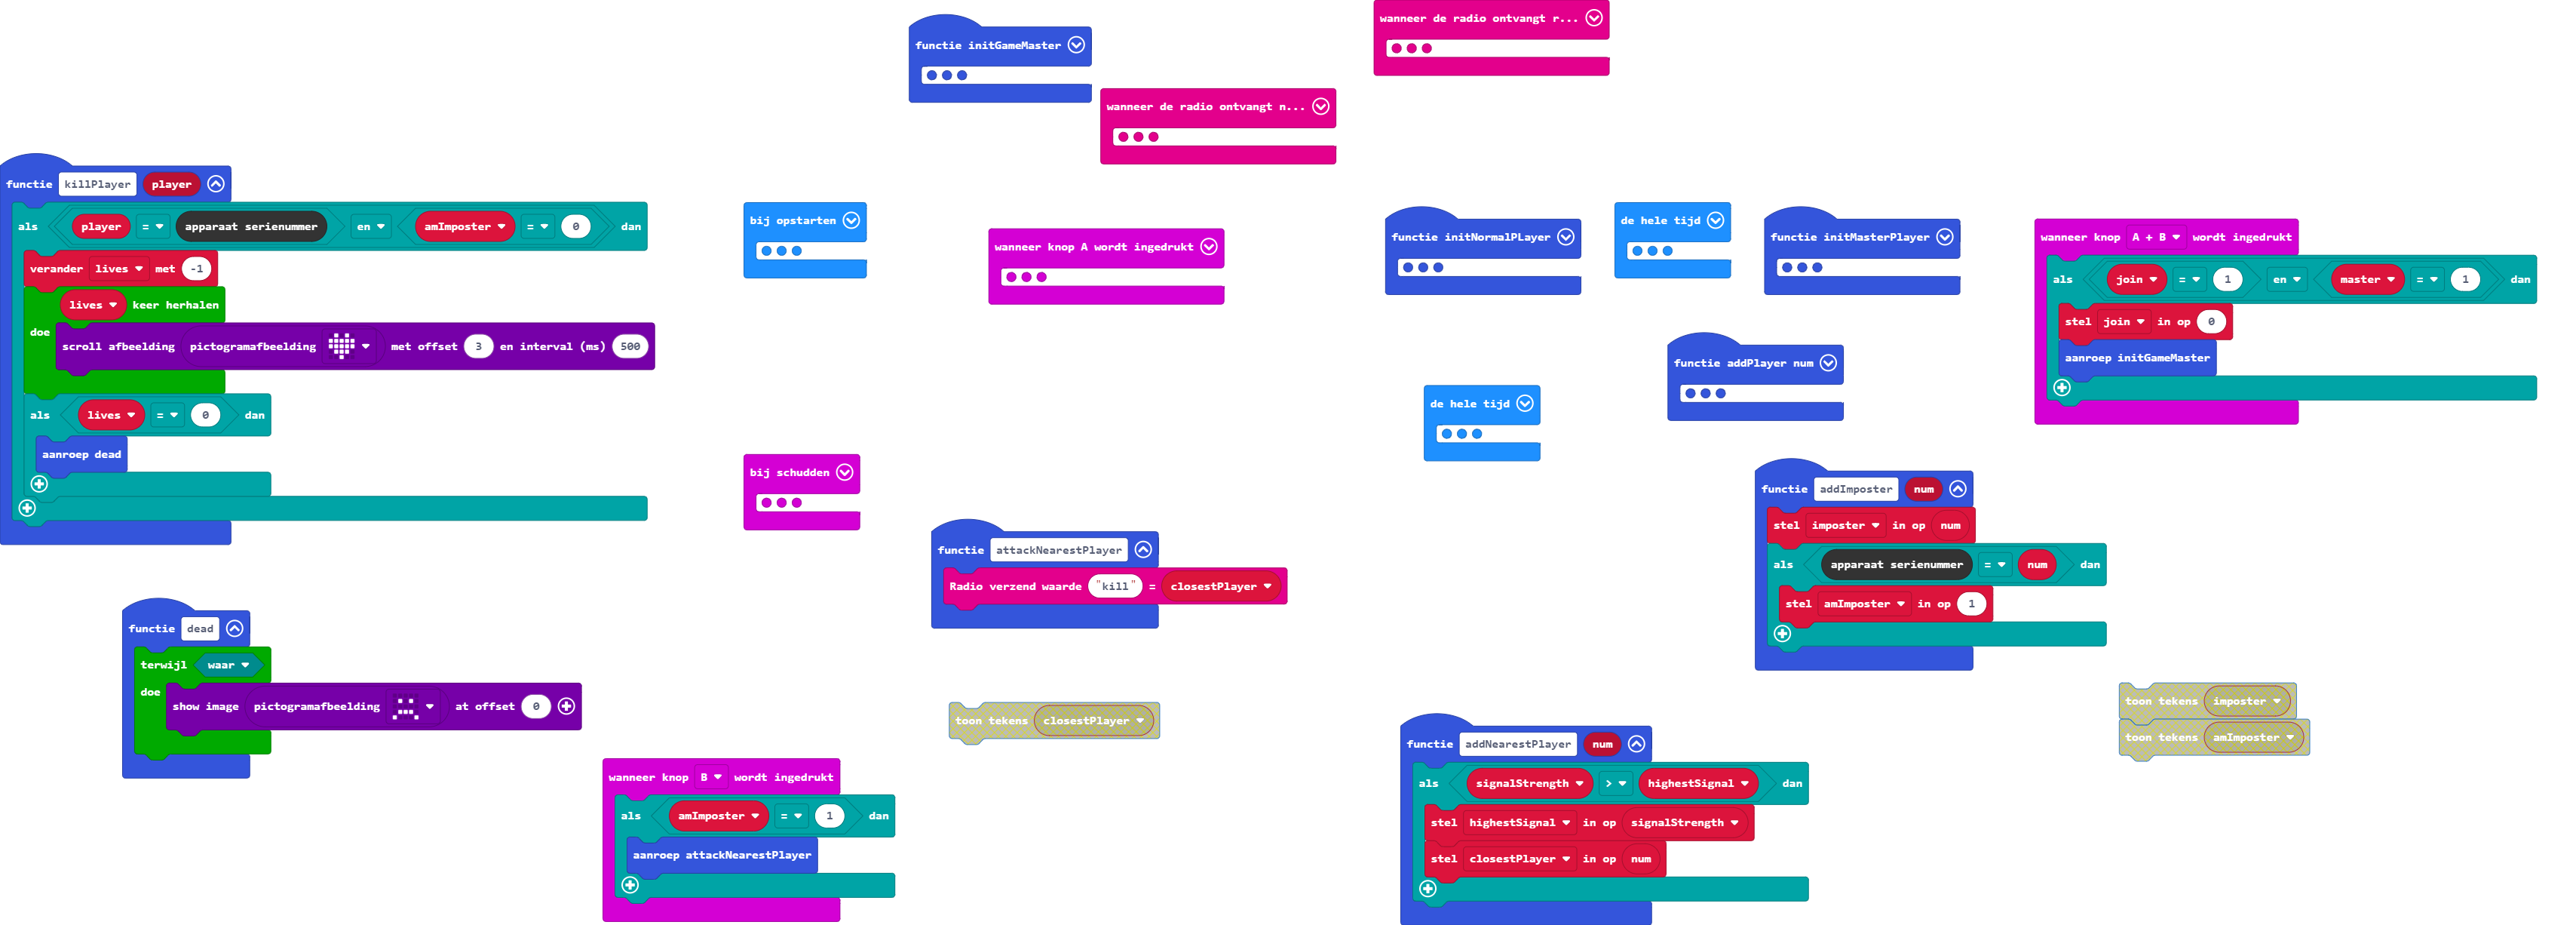 functie initGameMaster
wanneer de radio ontvangt r...
wanneer de radio ontvangt n...
functie killPlayer player
als player = apparaat serienummer en amImposter = 0 dan
verander lives met -1
lives keer herhalen
doe
scroll afbeelding pictogramafbeelding met offset 3 en interval (ms) 500
als lives = 0 dan
aanroep dead
bij opstarten
wanneer knop A wordt ingedrukt
functie initNormalPLayer
de hele tijd
functie initMasterPlayer
wanneer knop A + B wordt ingedrukt
als join = 1 en master = 1 dan
stel join in op 0
aanroep initGameMaster
functie addPlayer num
de hele tijd
bij schudden
functie attackNearestPlayer
Radio verzend waarde "kill" = closestPlayer
functie addImposter num
stel imposter in op num
als apparaat serienummer = num dan
stel amImposter in op 1
functie dead
terwijl waar
doe
show image pictogramafbeelding at offset 0
toon tekens closestPlayer
toon tekens imposter
toon tekens amImposter
wanneer knop B wordt ingedrukt
als amImposter = 1 dan
aanroep attackNearestPlayer
functie addNearestPlayer num
als signalStrength > highestSignal dan
stel highestSignal in op signalStrength
stel closestPlayer in op num